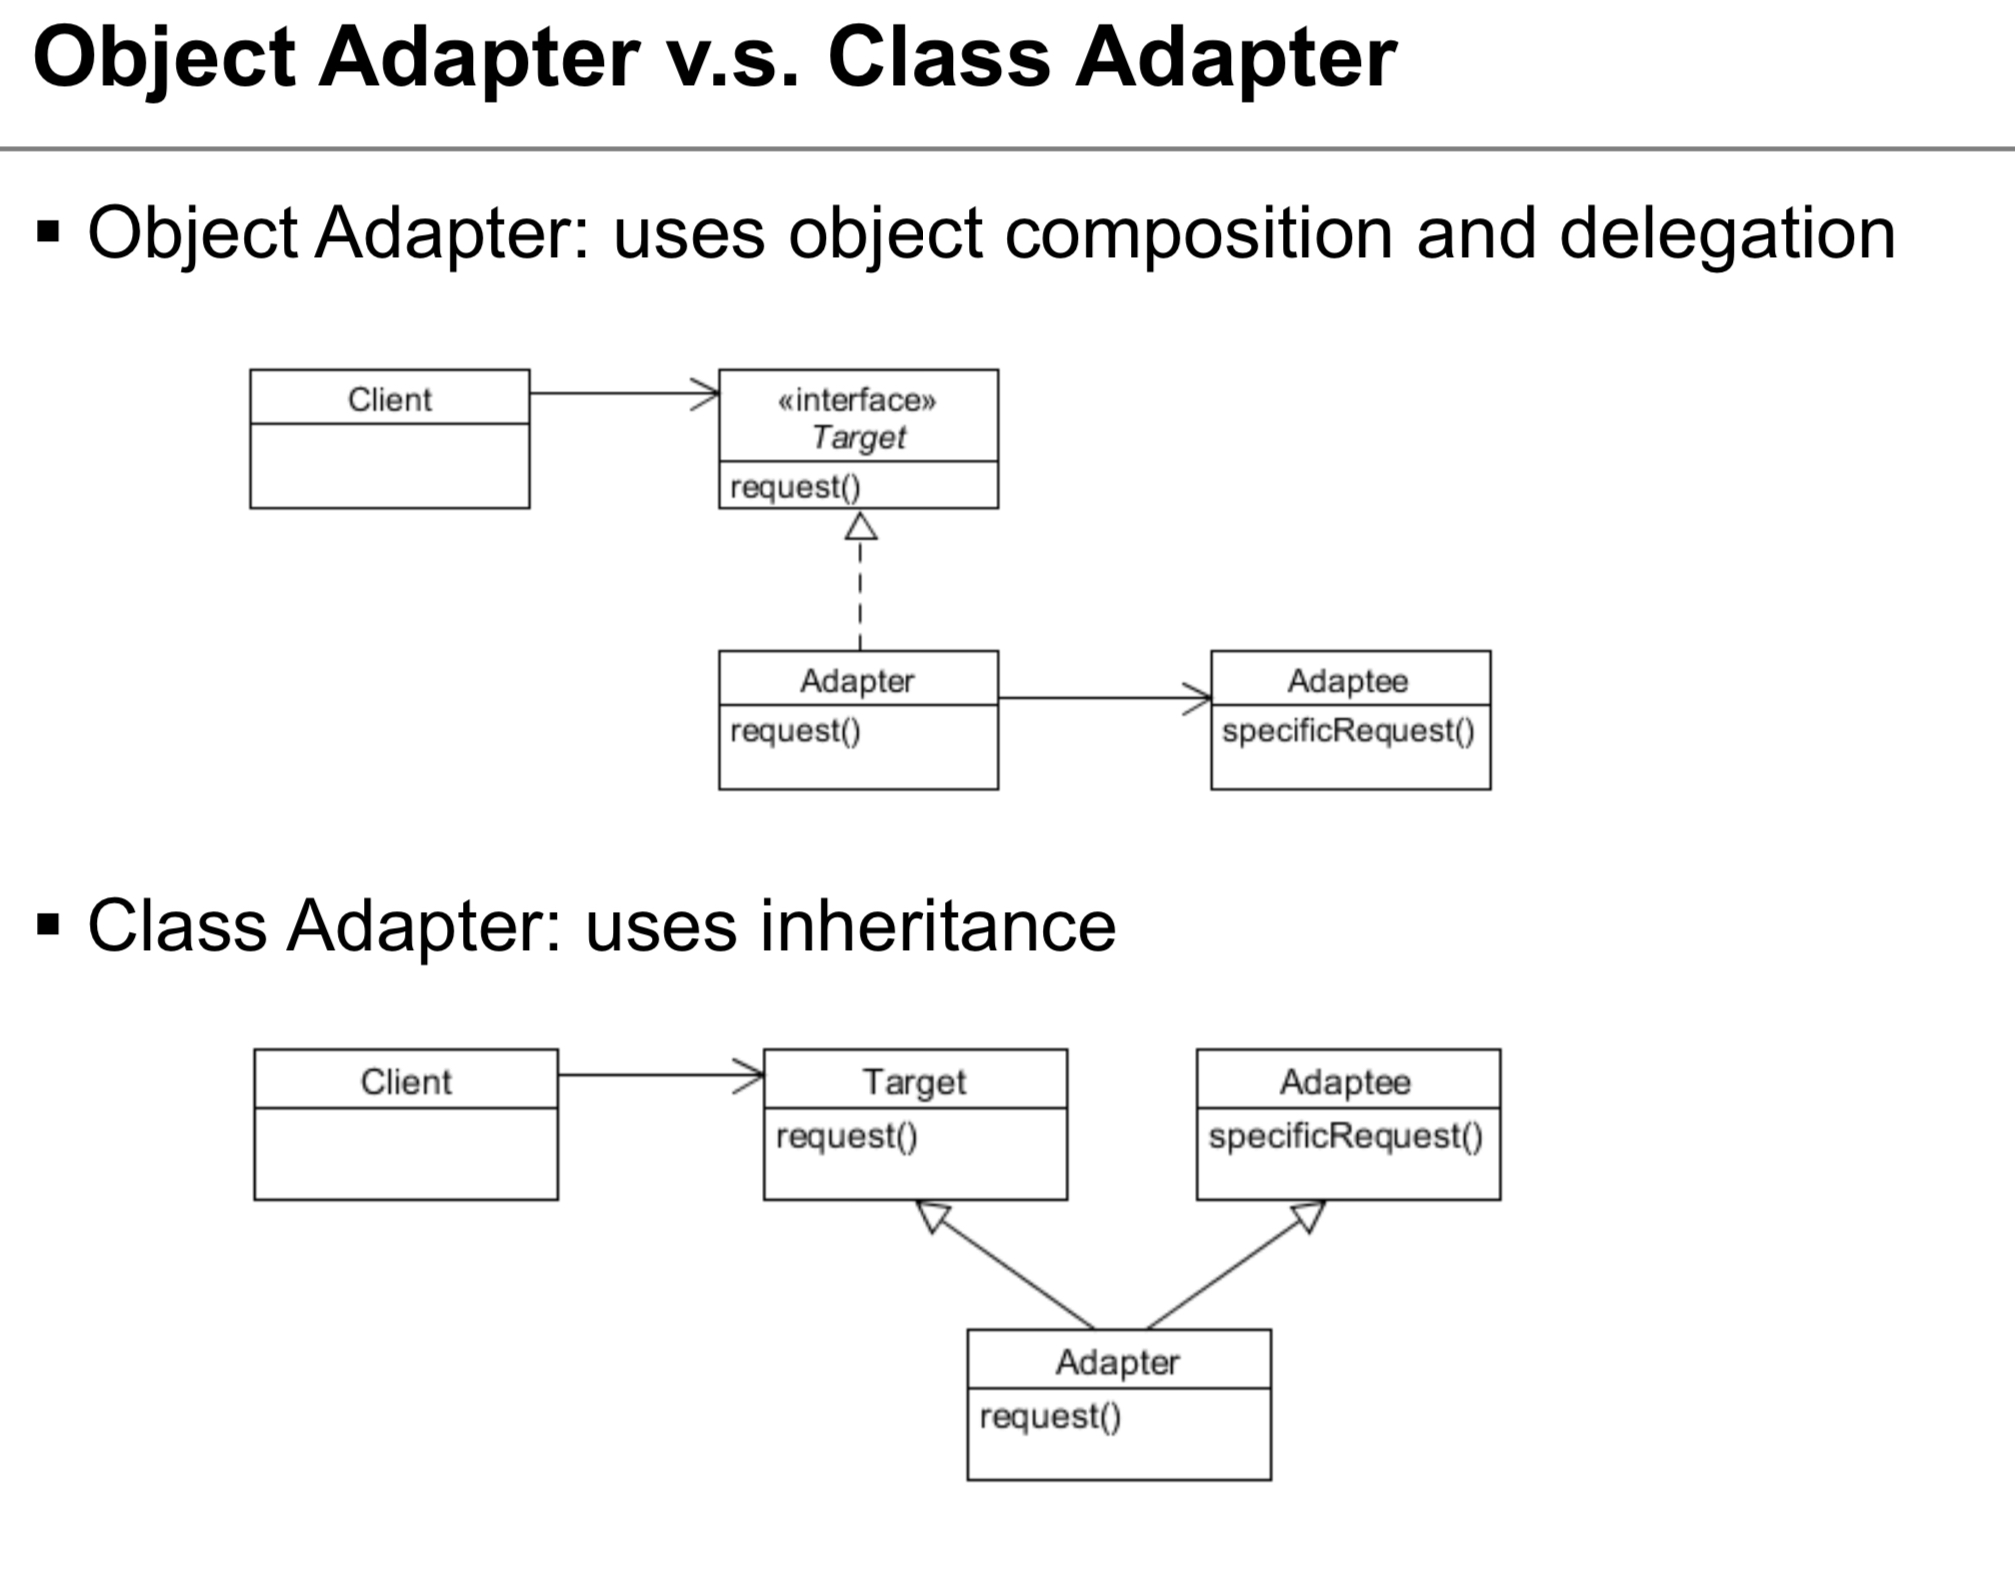 Object Adapter v.s. Class Adapter
▪ Object Adapter: uses object composition and delegation
Client
«interface»
Target
request()
Adapter
request()
Adaptee
specificRequest()
▪ Class Adapter: uses inheritance
Client
Target
request()
Adaptee
specificRequest()
Adapter
request()